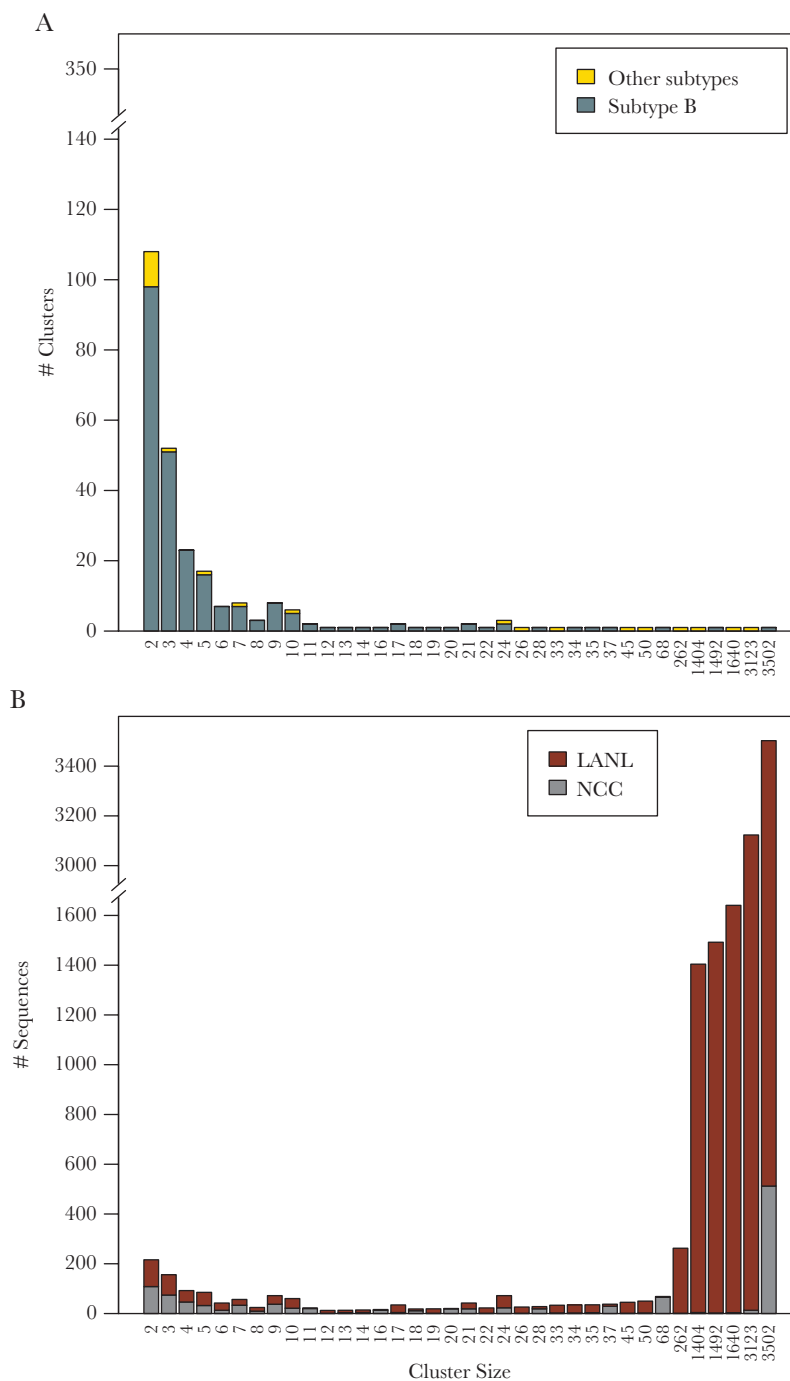 A
350
140
120
100
80
60
40
20
0
# Clusters
Other subtypes
Subtype B
2 3 4 5 6 7 8 9 10 11 12 13 14 16 17 18 19 20 21 22 24 26 28 33 34 35 37 45 50 68 262 1404 1492 1640 3123 3502
B
3400
3200
3000
1600
1400
1200
1000
800
600
400
200
0
# Sequences
LANL
NCC
2 3 4 5 6 7 8 9 10 11 12 13 14 16 17 18 19 20 21 22 24 26 28 33 34 35 37 45 50 68 262 1404 1492 1640 3123 3502
Cluster Size